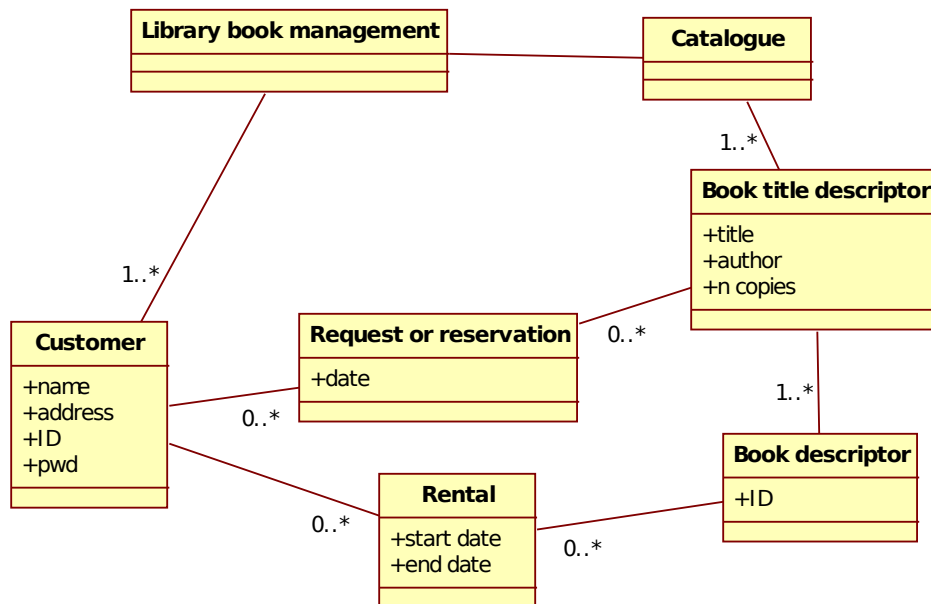 Library book management
Catalogue
1..*
Book title descriptor
+title
+author
+n copies
1..*
Customer
+name
+address
+ID
+pwd
Request or reservation
+date
0..*
0..*
1..*
Book descriptor
+ID
Rental
+start date
+end date
0..*
0..*